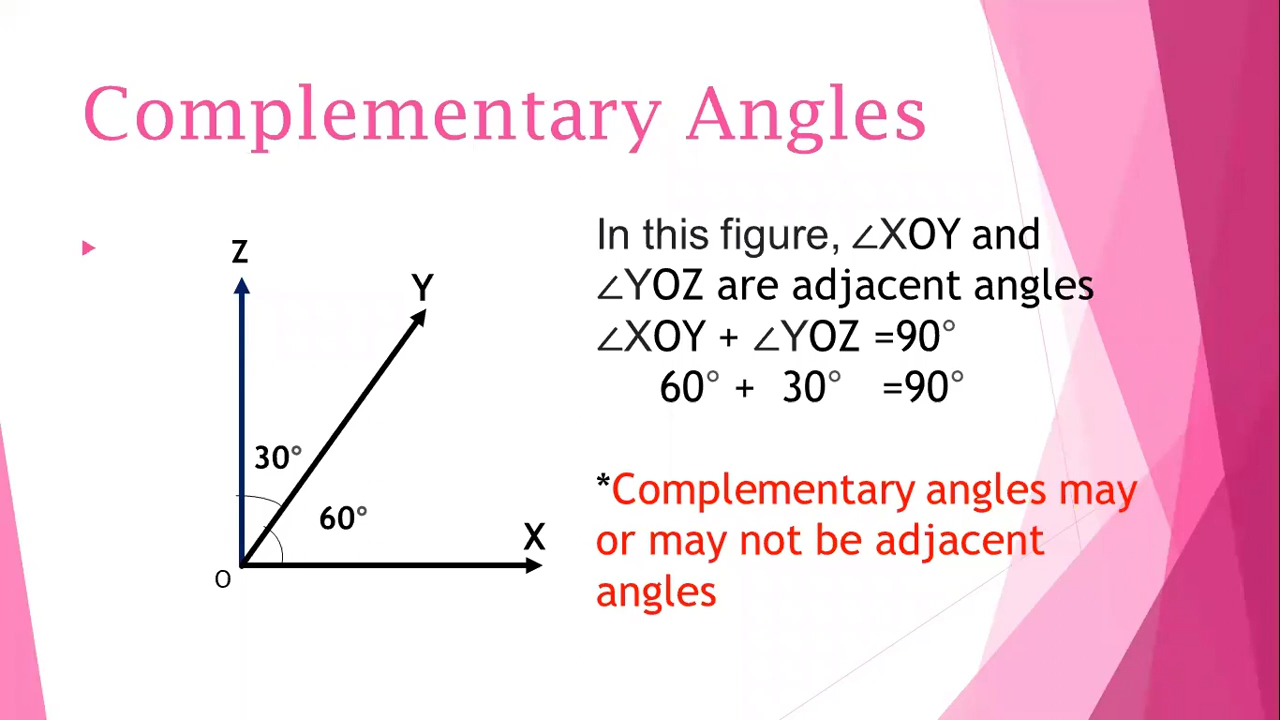 Complementary Angles
Z
Y
30°
60°
X
O
In this figure, ∠XOY and
∠YOZ are adjacent angles
∠XOY + ∠YOZ =90°
60° + 30° =90°
*Complementary angles may
or may not be adjacent
angles